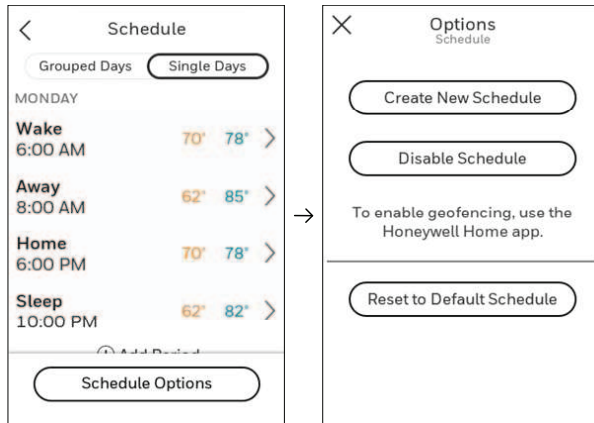 Schedule
Grouped Days Single Days
MONDAY
Wake
6:00 AM
70° 78°
Away
8:00 AM
62° 85°
Home
6:00 PM
70° 78°
Sleep
10:00 PM
62° 82°
Add Period
Schedule Options
Options
Schedule
Create New Schedule
Disable Schedule
To enable geofencing, use the
Honeywell Home app.
Reset to Default Schedule